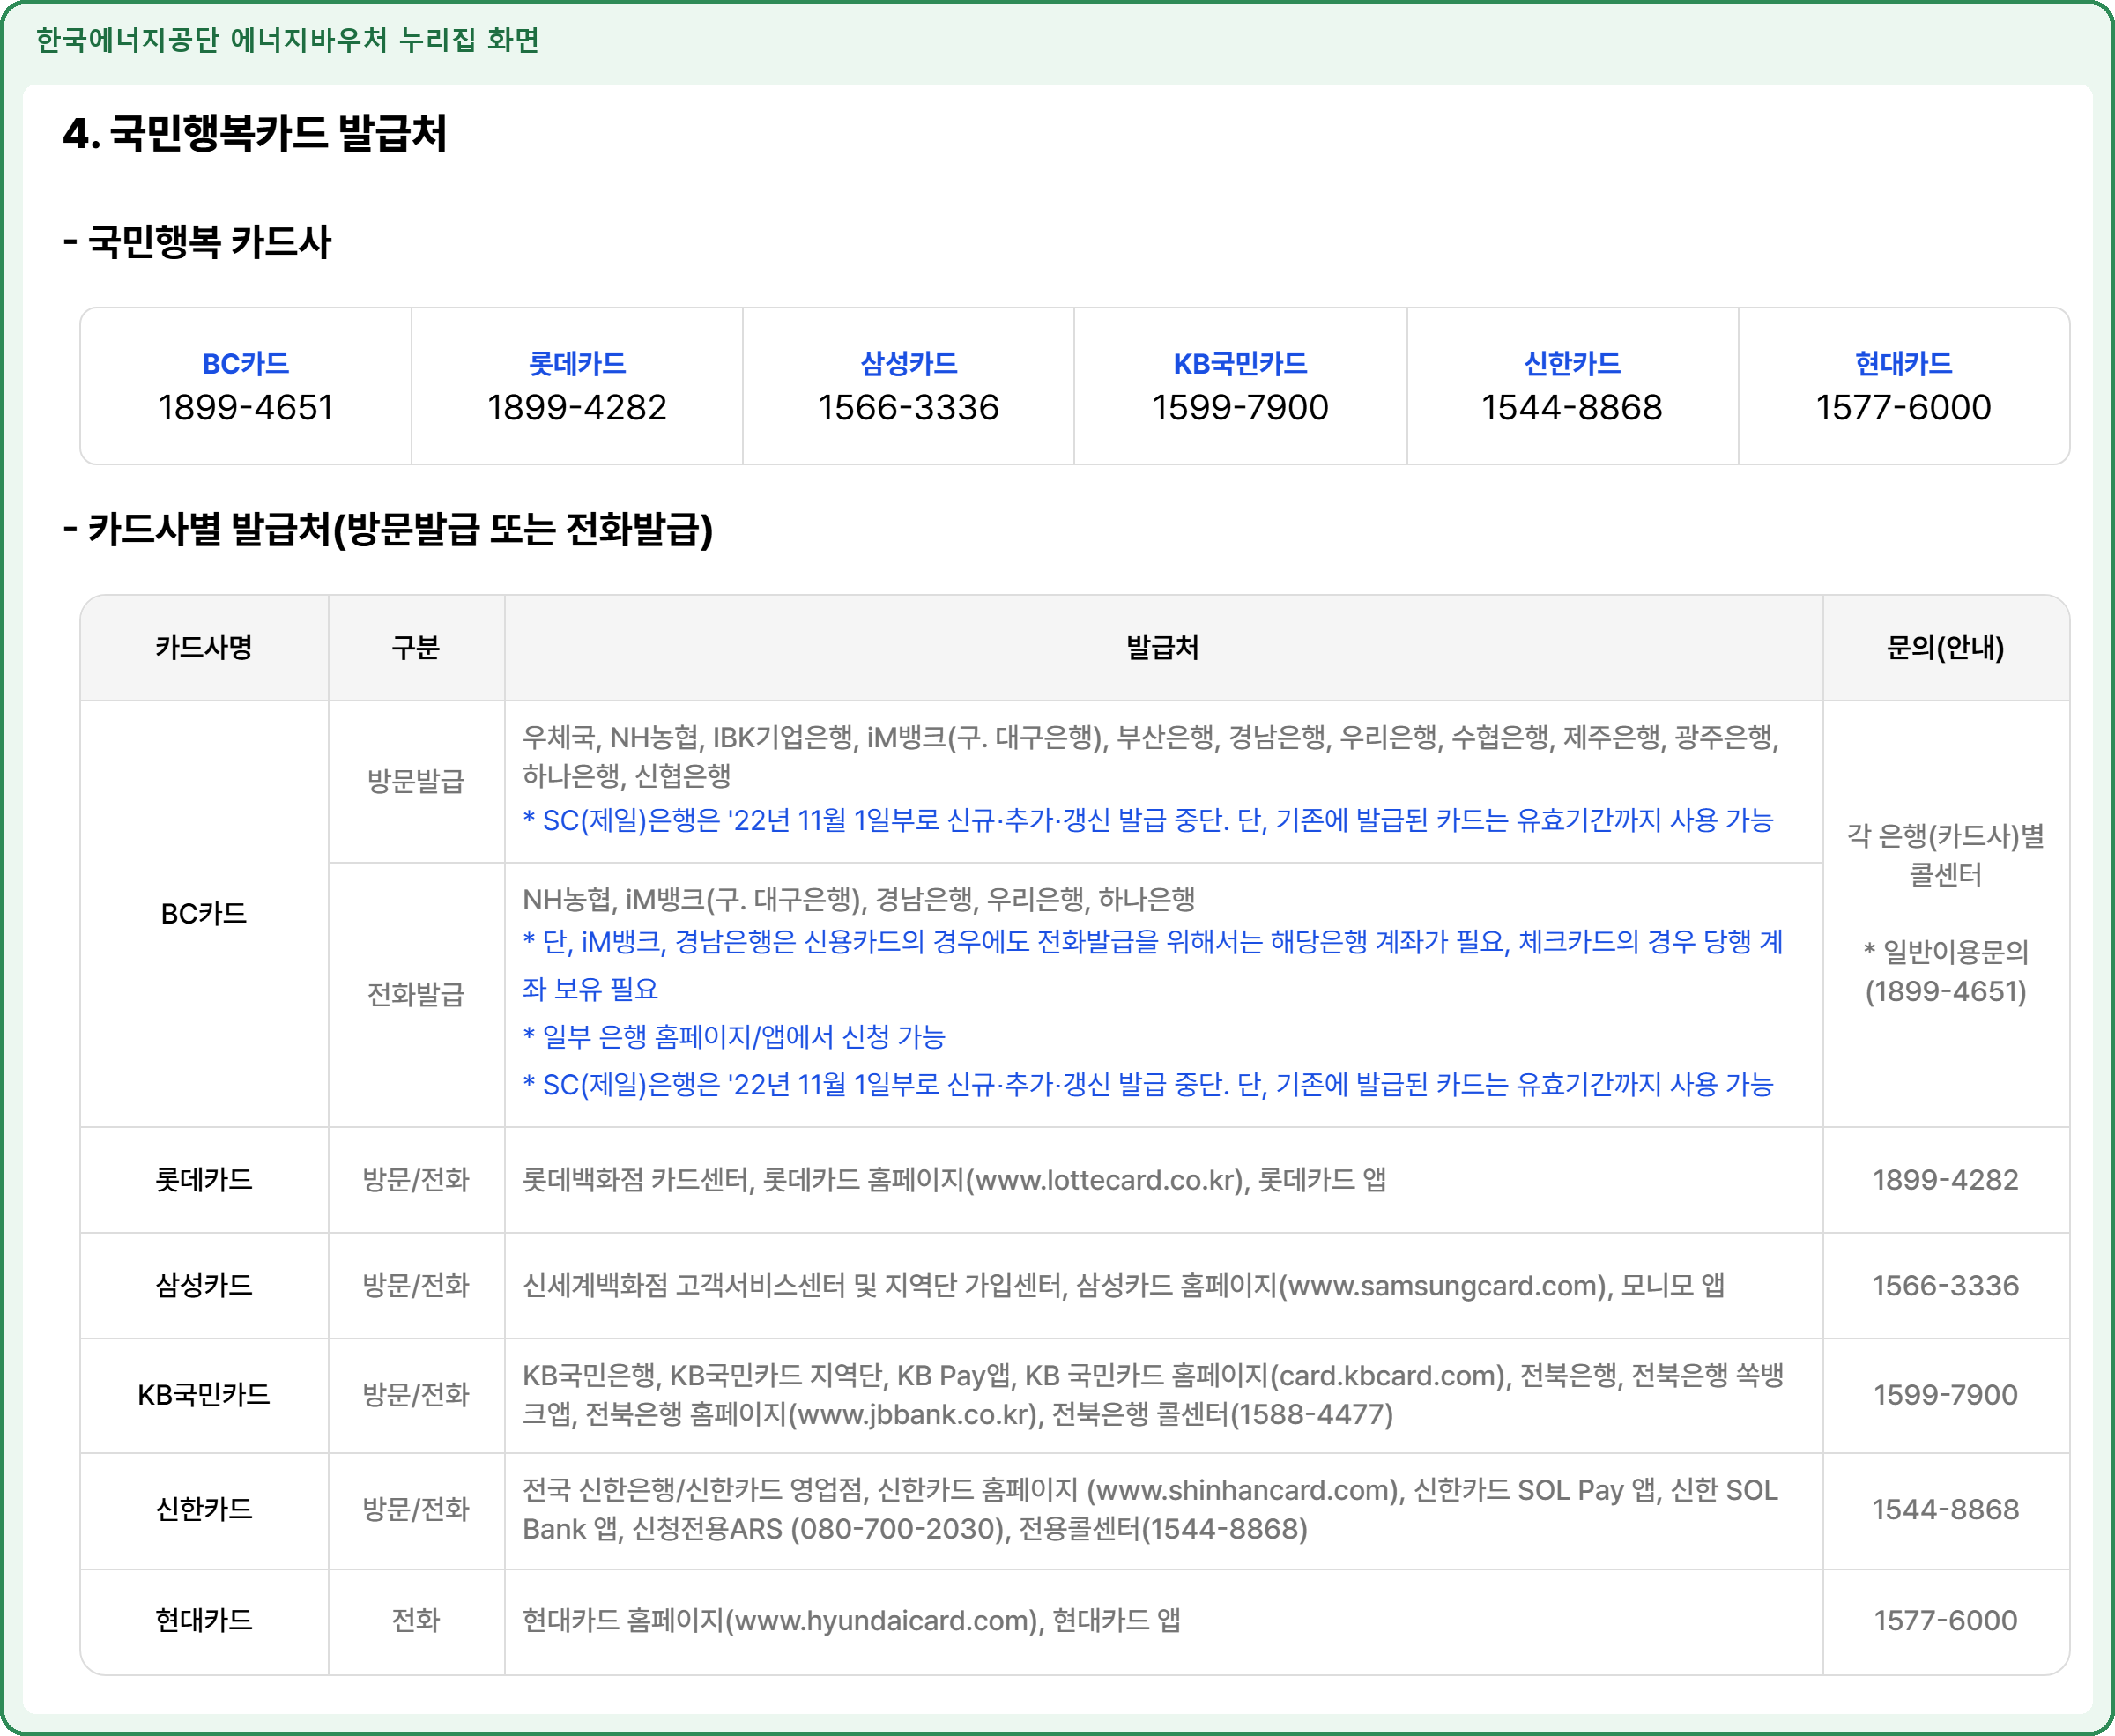 한국에너지공단 에너지바우처 누리집 화면
4. 국민행복카드 발급처
- 국민행복 카드사
BC카드
1899-4651
롯데카드
1899-4282
삼성카드
1566-3336
KB국민카드
1599-7900
신한카드
1544-8868
현대카드
1577-6000
- 카드사별 발급처(방문발급 또는 전화발급)
카드사명 구분 발급처 문의(안내)
BC카드
방문발급
우체국, NH농협, IBK기업은행, iM뱅크(구. 대구은행), 부산은행, 경남은행, 우리은행, 수협은행, 제주은행, 광주은행,
하나은행, 신협은행
* SC(제일)은행은 '22년 11월 1일부로 신규·추가·갱신 발급 중단. 단, 기존에 발급된 카드는 유효기간까지 사용 가능
전화발급
NH농협, iM뱅크(구. 대구은행), 경남은행, 우리은행, 하나은행
* 단, iM뱅크, 경남은행은 신용카드의 경우에도 전화발급을 위해서는 해당은행 계좌가 필요, 체크카드의 경우 당행 계
좌 보유 필요
* 일부 은행 홈페이지/앱에서 신청 가능
* SC(제일)은행은 '22년 11월 1일부로 신규·추가·갱신 발급 중단. 단, 기존에 발급된 카드는 유효기간까지 사용 가능
각 은행(카드사)별
콜센터
* 일반이용문의
(1899-4651)
롯데카드 방문/전화 롯데백화점 카드센터, 롯데카드 홈페이지(www.lottecard.co.kr), 롯데카드 앱 1899-4282
삼성카드 방문/전화 신세계백화점 고객서비스센터 및 지역단 가입센터, 삼성카드 홈페이지(www.samsungcard.com), 모니모 앱 1566-3336
KB국민카드 방문/전화
KB국민은행, KB국민카드 지역단, KB Pay앱, KB 국민카드 홈페이지(card.kbcard.com), 전북은행, 전북은행 쏙뱅
크앱, 전북은행 홈페이지(www.jbbank.co.kr), 전북은행 콜센터(1588-4477)
1599-7900
신한카드 방문/전화
전국 신한은행/신한카드 영업점, 신한카드 홈페이지 (www.shinhancard.com), 신한카드 SOL Pay 앱, 신한 SOL
Bank 앱, 신청전용ARS (080-700-2030), 전용콜센터(1544-8868)
1544-8868
현대카드 전화 현대카드 홈페이지(www.hyundaicard.com), 현대카드 앱 1577-6000